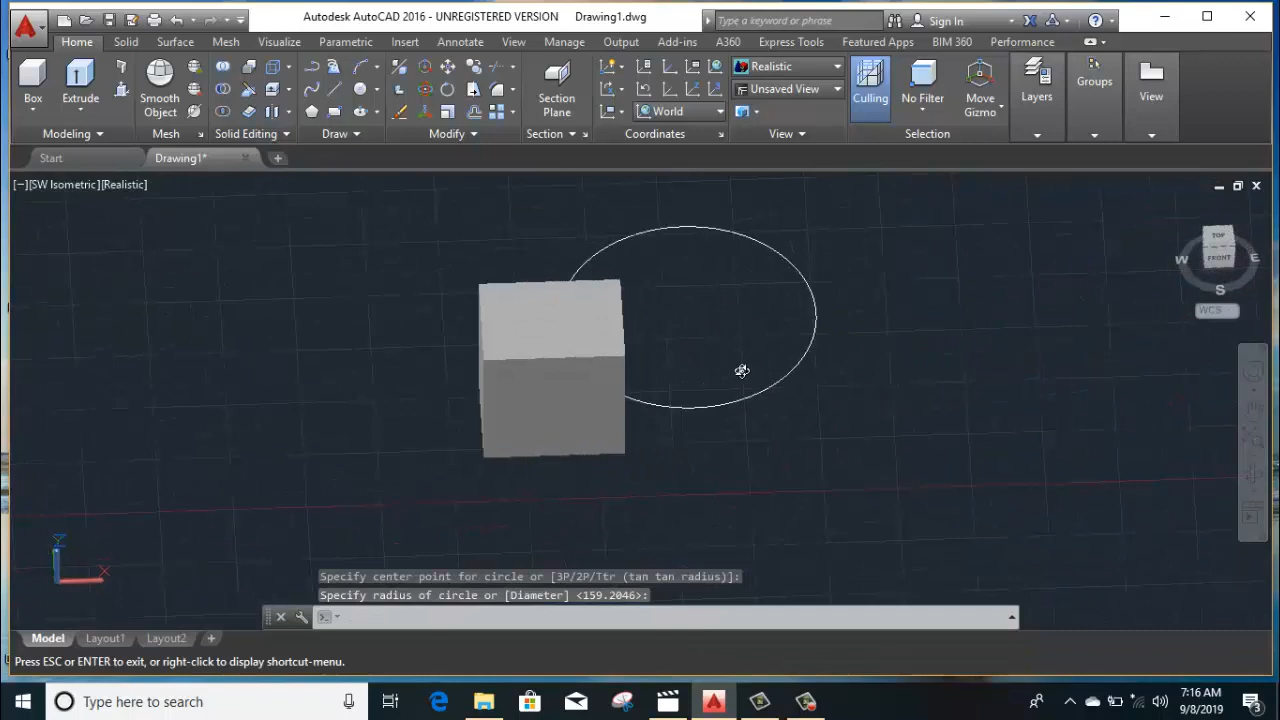 Autodesk AutoCAD 2016 - UNREGISTERED VERSION Drawing1.dwg
Type a keyword or phrase
Sign In
Home Solid Surface Mesh Visualize Parametric Insert Annotate View Manage Output Add-ins A360 Express Tools Featured Apps BIM 360 Performance
Box
Extrude
Smooth
Object
Section
Plane
Realistic
Unsaved View
World
Culling
No Filter
Move
Gizmo
Layers
Groups
View
Modeling Mesh Solid Editing Draw Modify Section Coordinates View Selection
Start Drawing1*
[−][SW Isometric][Realistic]
TOP
FRONT
W E
S
WCS
Y
X
Specify center point for circle or [3P/2P/Ttr (tan tan radius)]:
Specify radius of circle or [Diameter] <159.2046>:
Model Layout1 Layout2
Press ESC or ENTER to exit, or right-click to display shortcut-menu.
Type here to search
7:16 AM
9/8/2019
3